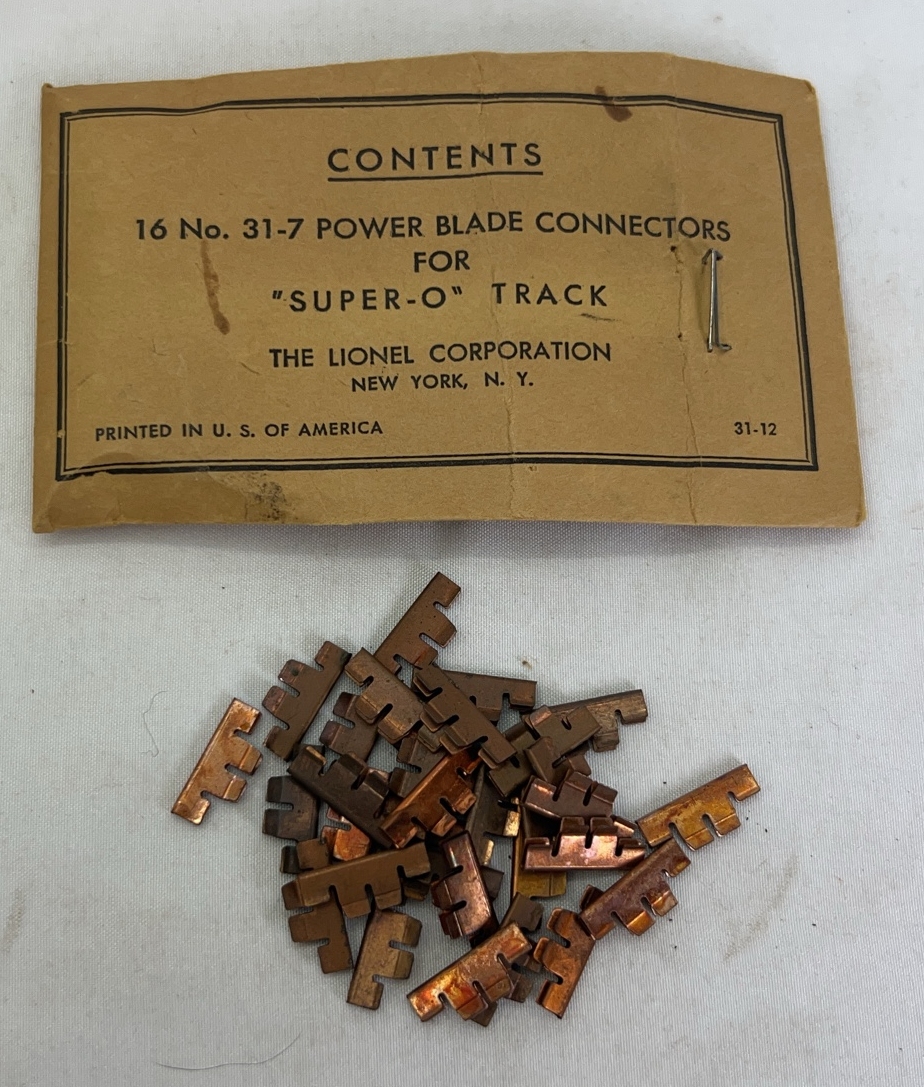 CONTENTS
16 No. 31-7 POWER BLADE CONNECTORS
FOR
"SUPER-O" TRACK
THE LIONEL CORPORATION
NEW YORK, N. Y.
PRINTED IN U. S. OF AMERICA
31-12